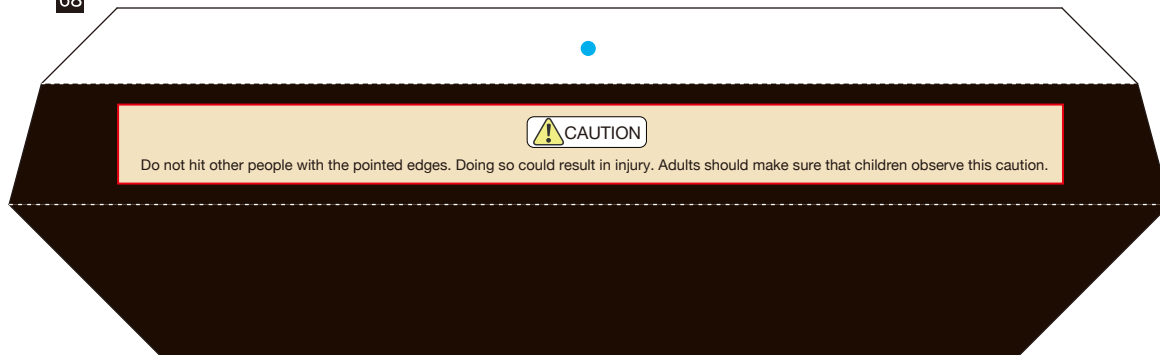 68
CAUTION
Do not hit other people with the pointed edges. Doing so could result in injury. Adults should make sure that children observe this caution.